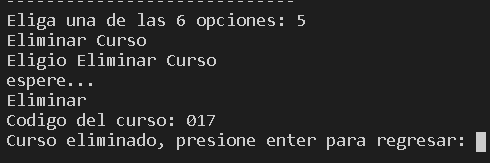 -----------------------------
Eliga una de las 6 opciones: 5
Eliminar Curso
Eligio Eliminar Curso
espere...
Eliminar
Codigo del curso: 017
Curso eliminado, presione enter para regresar: